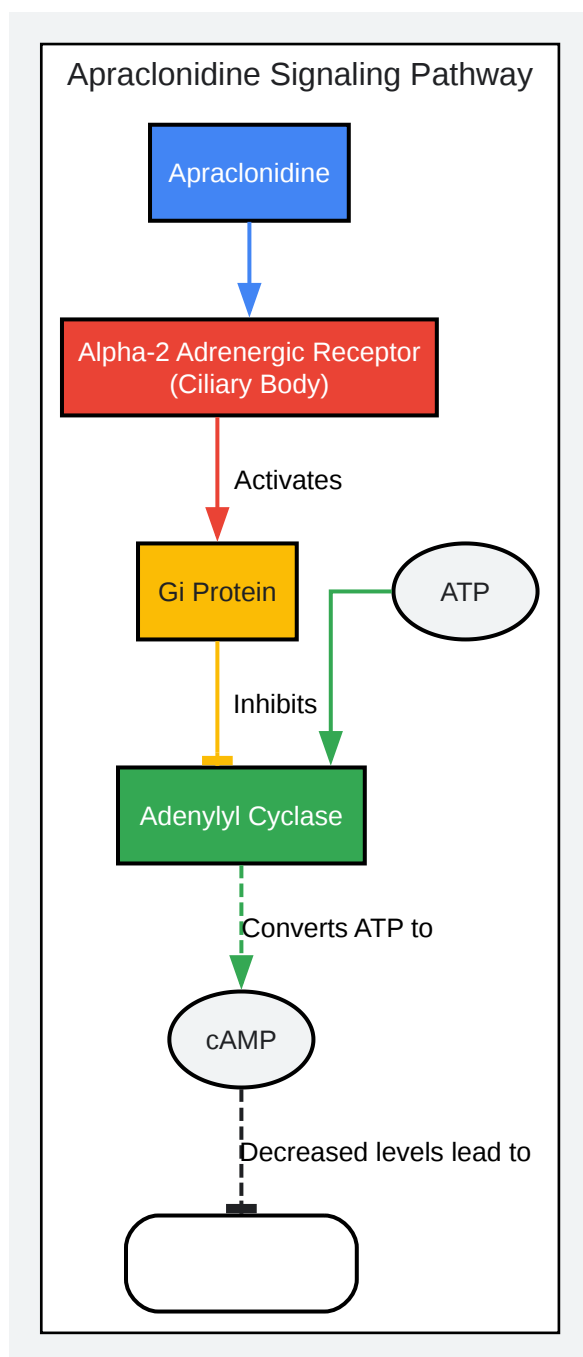 Apraclonidine Signaling Pathway
Apraclonidine
Alpha-2 Adrenergic Receptor
(Ciliary Body)
Activates
Gi Protein
ATP
Inhibits
Adenylyl Cyclase
Converts ATP to
cAMP
Decreased levels lead to